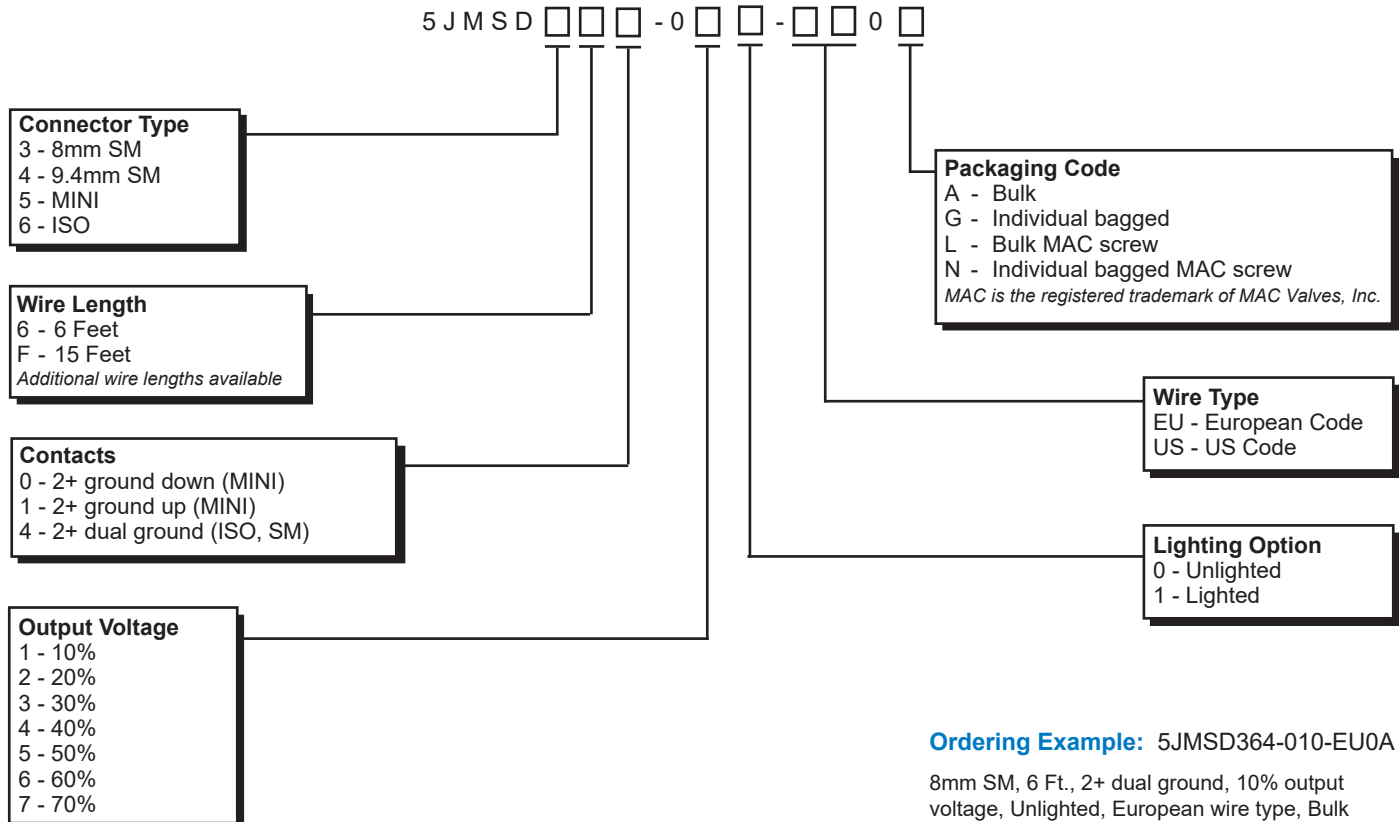 5 J M S D □ □ □ - 0 □ □ - □ □ 0 □
Connector Type
3 - 8mm SM
4 - 9.4mm SM
5 - MINI
6 - ISO
Wire Length
6 - 6 Feet
F - 15 Feet
Additional wire lengths available
Contacts
0 - 2+ ground down (MINI)
1 - 2+ ground up (MINI)
4 - 2+ dual ground (ISO, SM)
Output Voltage
1 - 10%
2 - 20%
3 - 30%
4 - 40%
5 - 50%
6 - 60%
7 - 70%
Packaging Code
A - Bulk
G - Individual bagged
L - Bulk MAC screw
N - Individual bagged MAC screw
MAC is the registered trademark of MAC Valves, Inc.
Wire Type
EU - European Code
US - US Code
Lighting Option
0 - Unlighted
1 - Lighted
Ordering Example: 5JMSD364-010-EU0A
8mm SM, 6 Ft., 2+ dual ground, 10% output
voltage, Unlighted, European wire type, Bulk